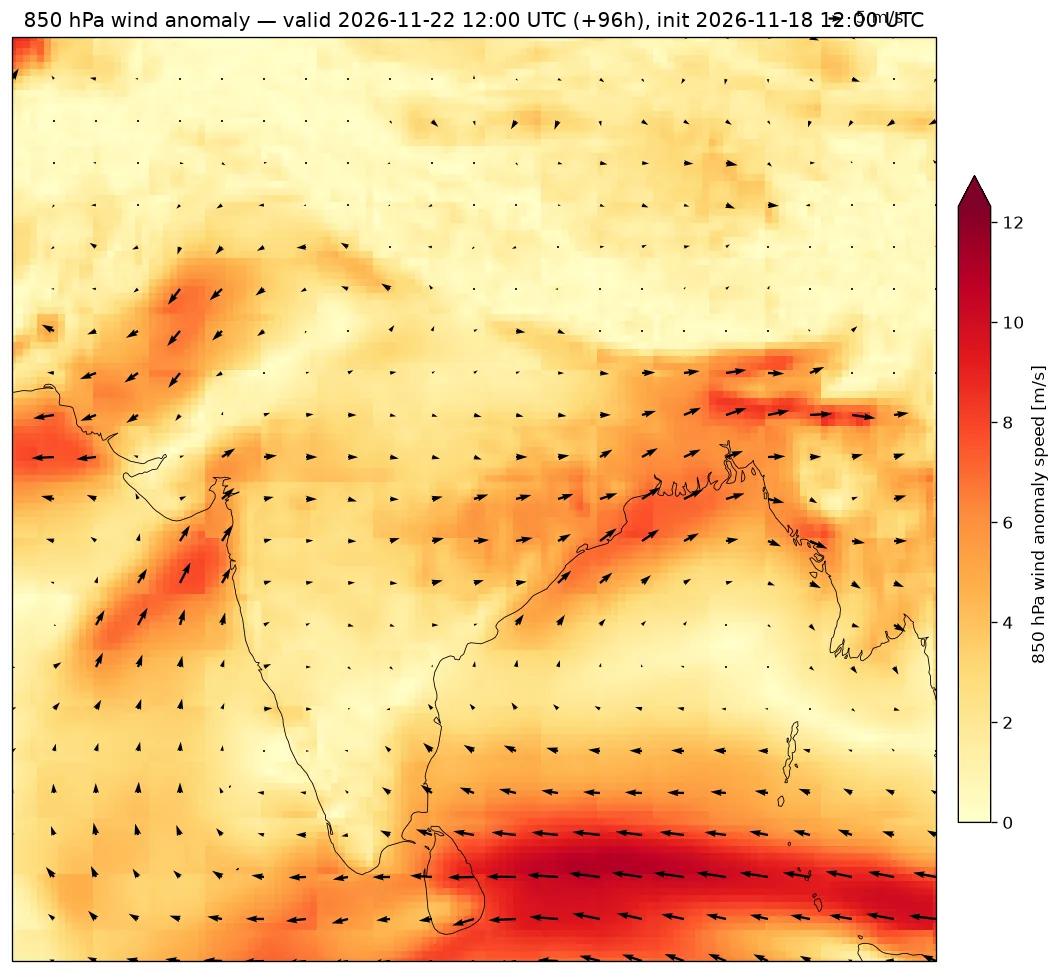 850 hPa wind anomaly — valid 2026-11-22 12:00 UTC (+96h), init 2026-11-18 12:00 UTC
5 m/s
12
10
8
6
4
2
0
850 hPa wind anomaly speed [m/s]